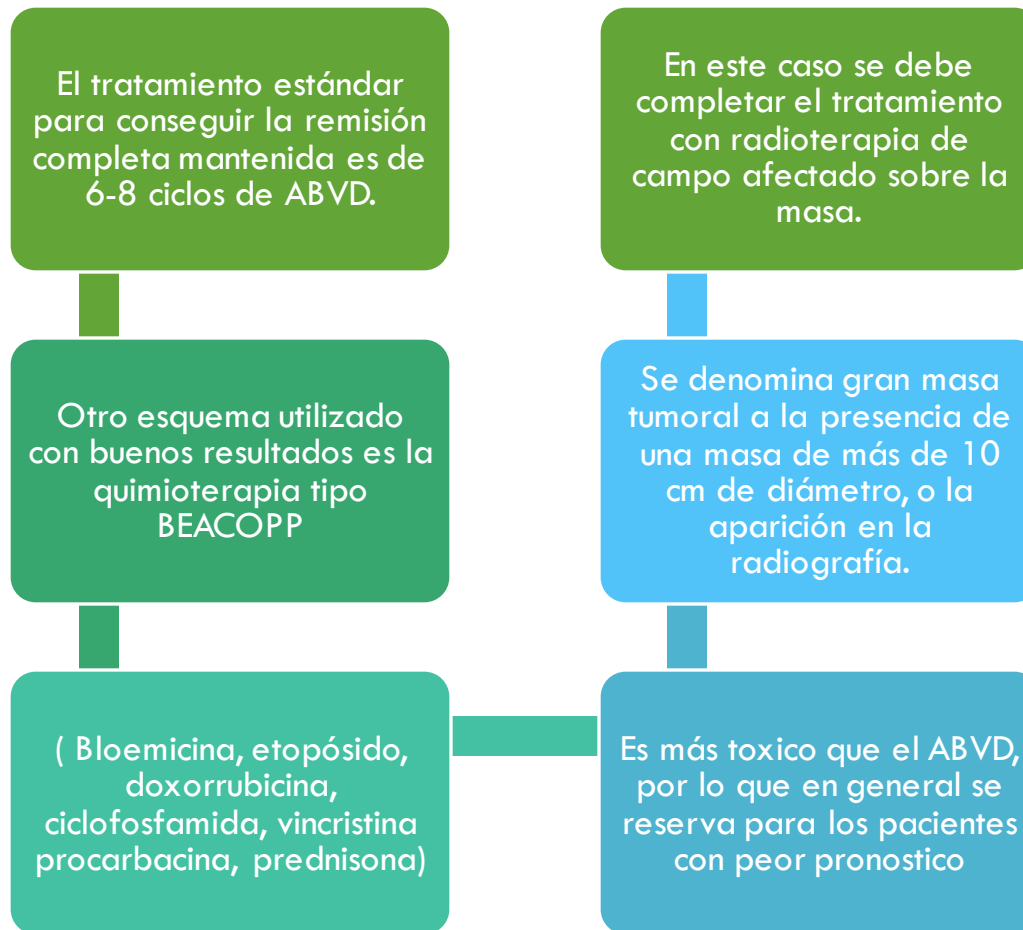 El tratamiento estándar
para conseguir la remisión
completa mantenida es de
6-8 ciclos de ABVD.
Otro esquema utilizado
con buenos resultados es la
quimioterapia tipo
BEACOPP
( Bloemicina, etopósido,
doxorrubicina,
ciclofosfamida, vincristina
procarbacina, prednisona)
Es más toxico que el ABVD,
por lo que en general se
reserva para los pacientes
con peor pronostico
Se denomina gran masa
tumoral a la presencia de
una masa de más de 10
cm de diámetro, o la
aparición en la
radiografía.
En este caso se debe
completar el tratamiento
con radioterapia de
campo afectado sobre la
masa.